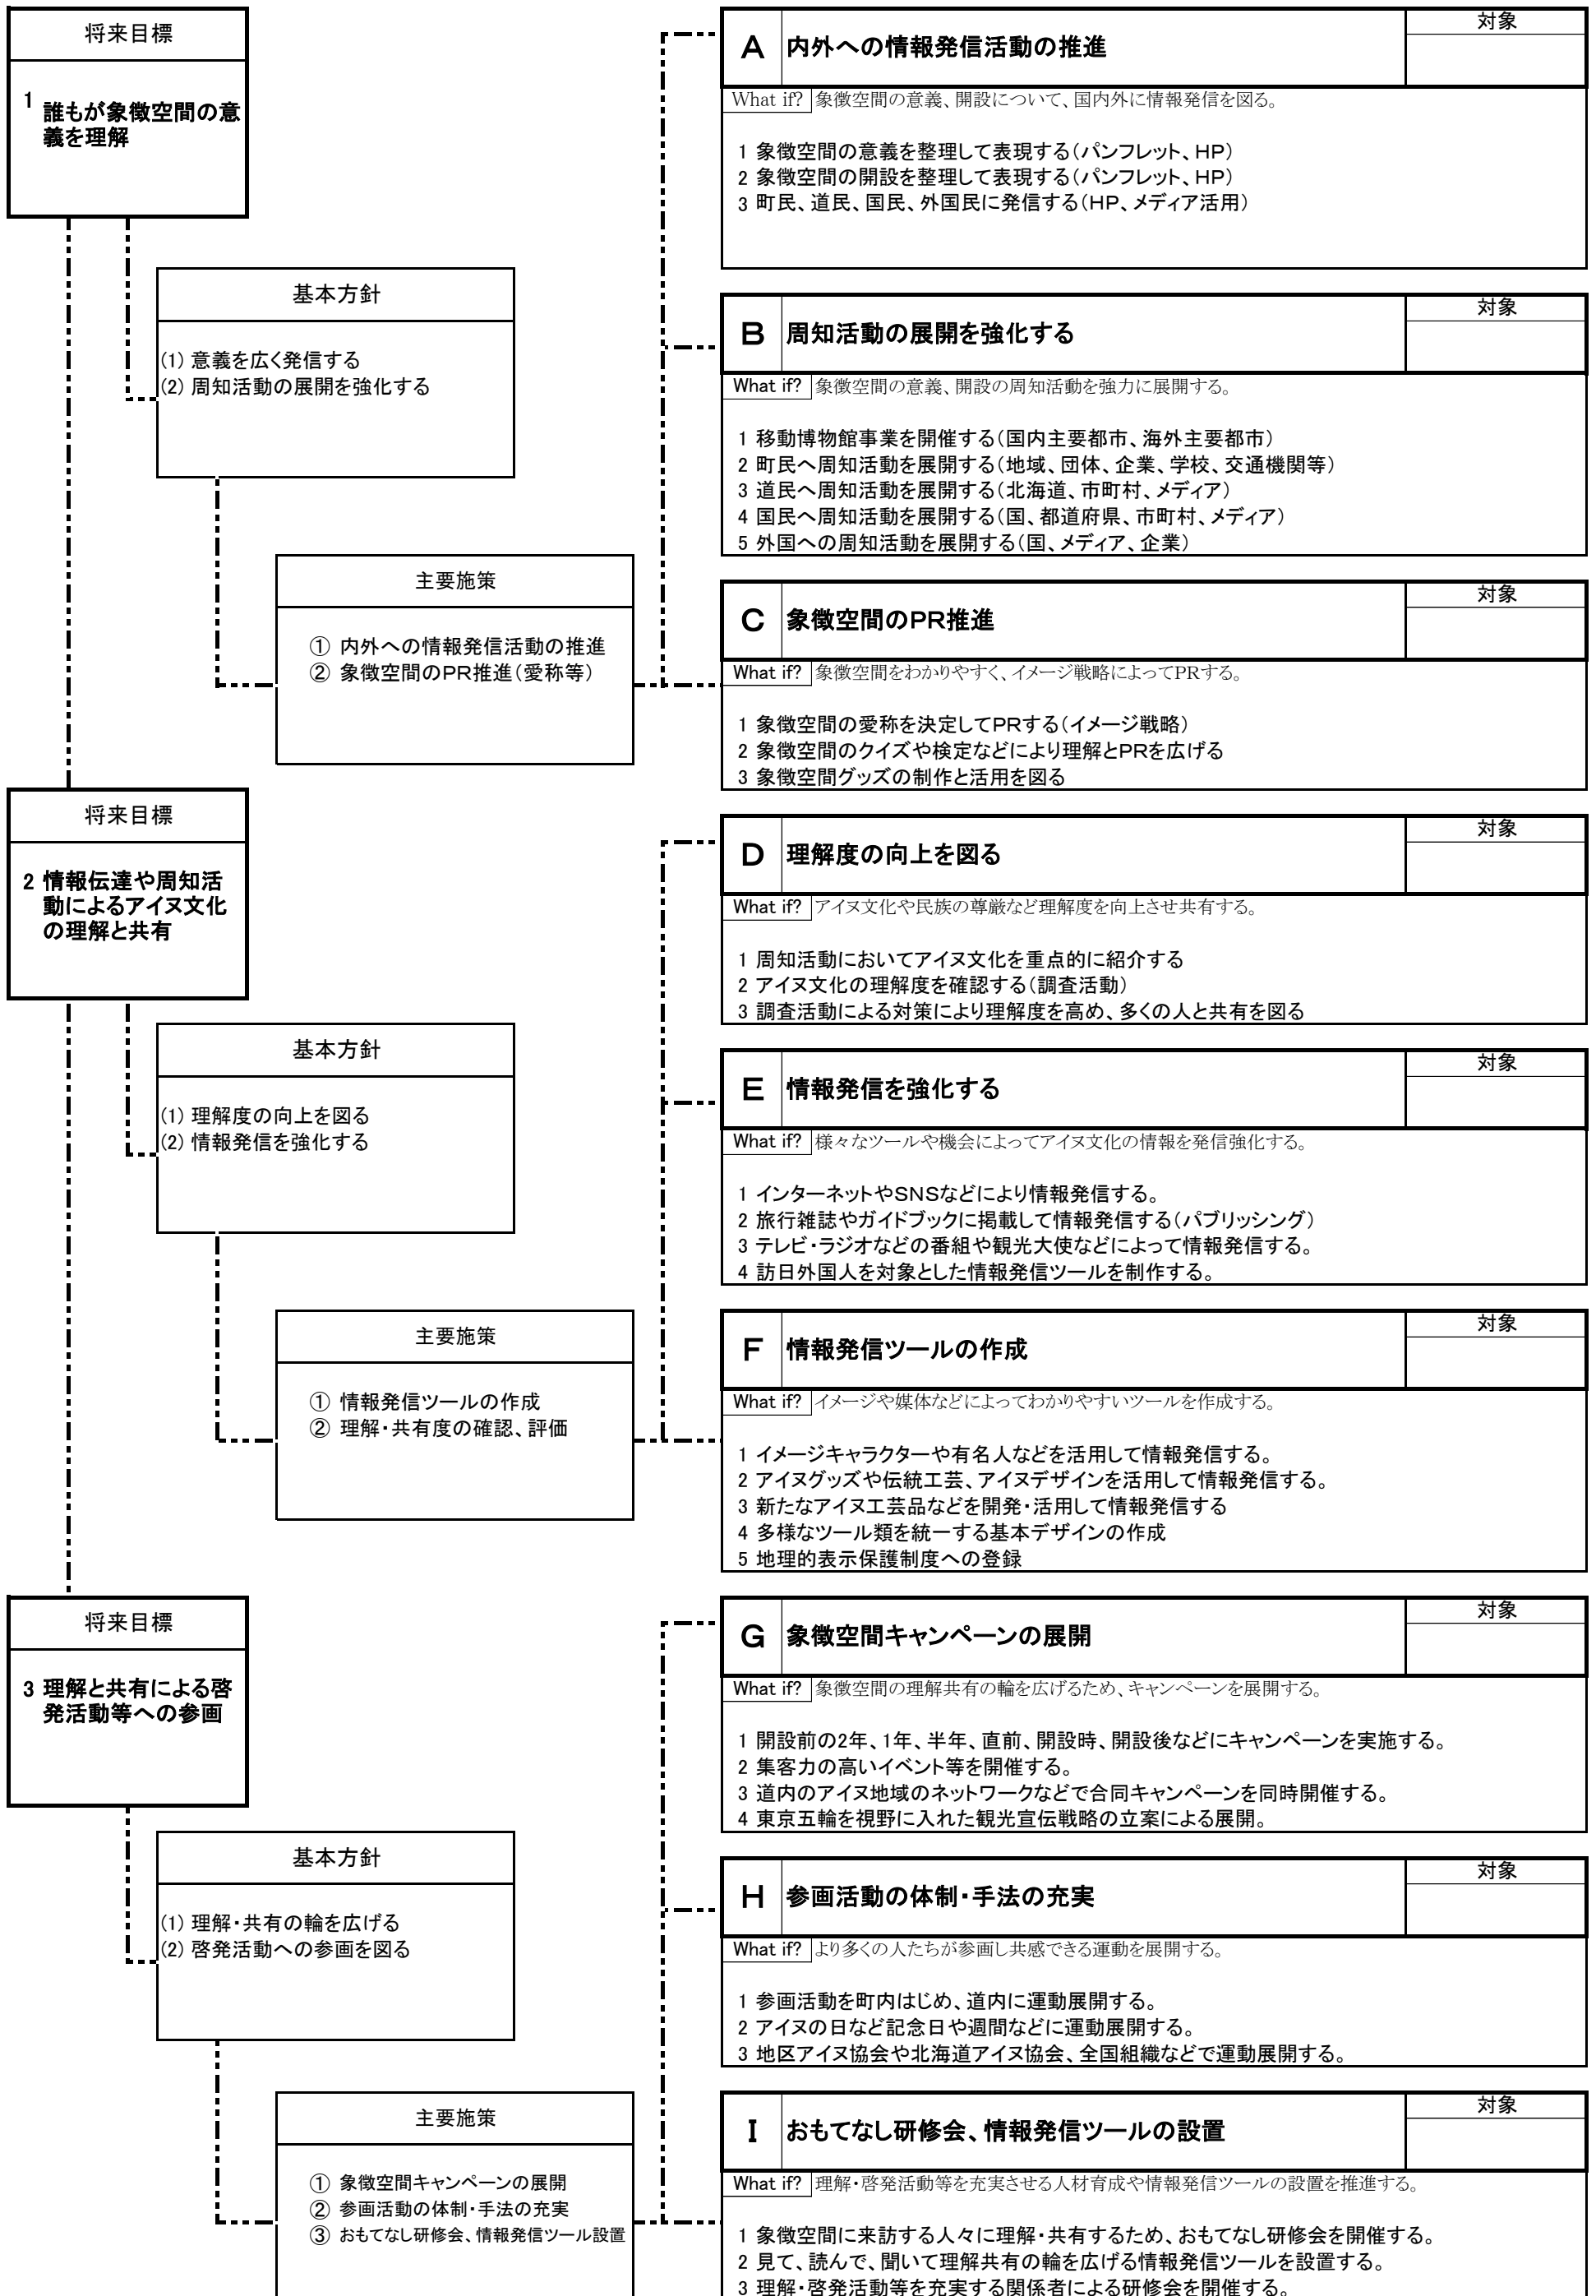 将来目標
1 誰もが象徴空間の意
義を理解
基本方針
(1) 意義を広く発信する
(2) 周知活動の展開を強化する
主要施策
① 内外への情報発信活動の推進
② 象徴空間のPR推進(愛称等)
A 内外への情報発信活動の推進
対象
What if? 象徴空間の意義、開設について、国内外に情報発信を図る。
1 象徴空間の意義を整理して表現する(パンフレット、HP)
2 象徴空間の開設を整理して表現する(パンフレット、HP)
3 町民、道民、国民、外国民に発信する(HP、メディア活用)
B 周知活動の展開を強化する
対象
What if? 象徴空間の意義、開設の周知活動を強力に展開する。
1 移動博物館事業を開催する(国内主要都市、海外主要都市)
2 町民へ周知活動を展開する(地域、団体、企業、学校、交通機関等)
3 道民へ周知活動を展開する(北海道、市町村、メディア)
4 国民へ周知活動を展開する(国、都道府県、市町村、メディア)
5 外国への周知活動を展開する(国、メディア、企業)
C 象徴空間のPR推進
対象
What if? 象徴空間をわかりやすく、イメージ戦略によってPRする。
1 象徴空間の愛称を決定してPRする(イメージ戦略)
2 象徴空間のクイズや検定などにより理解とPRを広げる
3 象徴空間グッズの制作と活用を図る
将来目標
2 情報伝達や周知活
動によるアイヌ文化
の理解と共有
基本方針
(1) 理解度の向上を図る
(2) 情報発信を強化する
主要施策
① 情報発信ツールの作成
② 理解・共有度の確認、評価
D 理解度の向上を図る
対象
What if? アイヌ文化や民族の尊厳など理解度を向上させ共有する。
1 周知活動においてアイヌ文化を重点的に紹介する
2 アイヌ文化の理解度を確認する(調査活動)
3 調査活動による対策により理解度を高め、多くの人と共有を図る
E 情報発信を強化する
対象
What if? 様々なツールや機会によってアイヌ文化の情報を発信強化する。
1 インターネットやSNSなどにより情報発信する。
2 旅行雑誌やガイドブックに掲載して情報発信する(パブリッシング)
3 テレビ・ラジオなどの番組や観光大使などによって情報発信する。
4 訪日外国人を対象とした情報発信ツールを制作する。
F 情報発信ツールの作成
対象
What if? イメージや媒体などによってわかりやすいツールを作成する。
1 イメージキャラクターや有名人などを活用して情報発信する。
2 アイヌグッズや伝統工芸、アイヌデザインを活用して情報発信する。
3 新たなアイヌ工芸品などを開発・活用して情報発信する
4 多様なツール類を統一する基本デザインの作成
5 地理的表示保護制度への登録
将来目標
3 理解と共有による啓
発活動等への参画
基本方針
(1) 理解・共有の輪を広げる
(2) 啓発活動への参画を図る
主要施策
① 象徴空間キャンペーンの展開
② 参画活動の体制・手法の充実
③ おもてなし研修会、情報発信ツール設置
G 象徴空間キャンペーンの展開
対象
What if? 象徴空間の理解共有の輪を広げるため、キャンペーンを展開する。
1 開設前の2年、1年、半年、直前、開設時、開設後などにキャンペーンを実施する。
2 集客力の高いイベント等を開催する。
3 道内のアイヌ地域のネットワークなどで合同キャンペーンを同時開催する。
4 東京五輪を視野に入れた観光宣伝戦略の立案による展開。
H 参画活動の体制・手法の充実
対象
What if? より多くの人たちが参画し共感できる運動を展開する。
1 参画活動を町内はじめ、道内に運動展開する。
2 アイヌの日など記念日や週間などに運動展開する。
3 地区アイヌ協会や北海道アイヌ協会、全国組織などで運動展開する。
I おもてなし研修会、情報発信ツールの設置
対象
What if? 理解・啓発活動等を充実させる人材育成や情報発信ツールの設置を推進する。
1 象徴空間に来訪する人々に理解・共有するため、おもてなし研修会を開催する。
2 見て、読んで、聞いて理解共有の輪を広げる情報発信ツールを設置する。
3 理解・啓発活動等を充実する関係者による研修会を開催する。